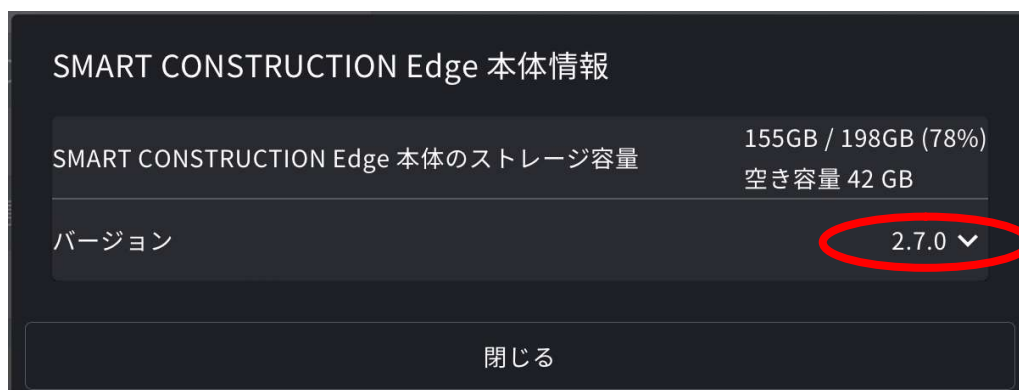 SMART CONSTRUCTION Edge 本体情報
SMART CONSTRUCTION Edge 本体のストレージ容量
155GB / 198GB (78%)
空き容量 42 GB
バージョン
2.7.0
閉じる